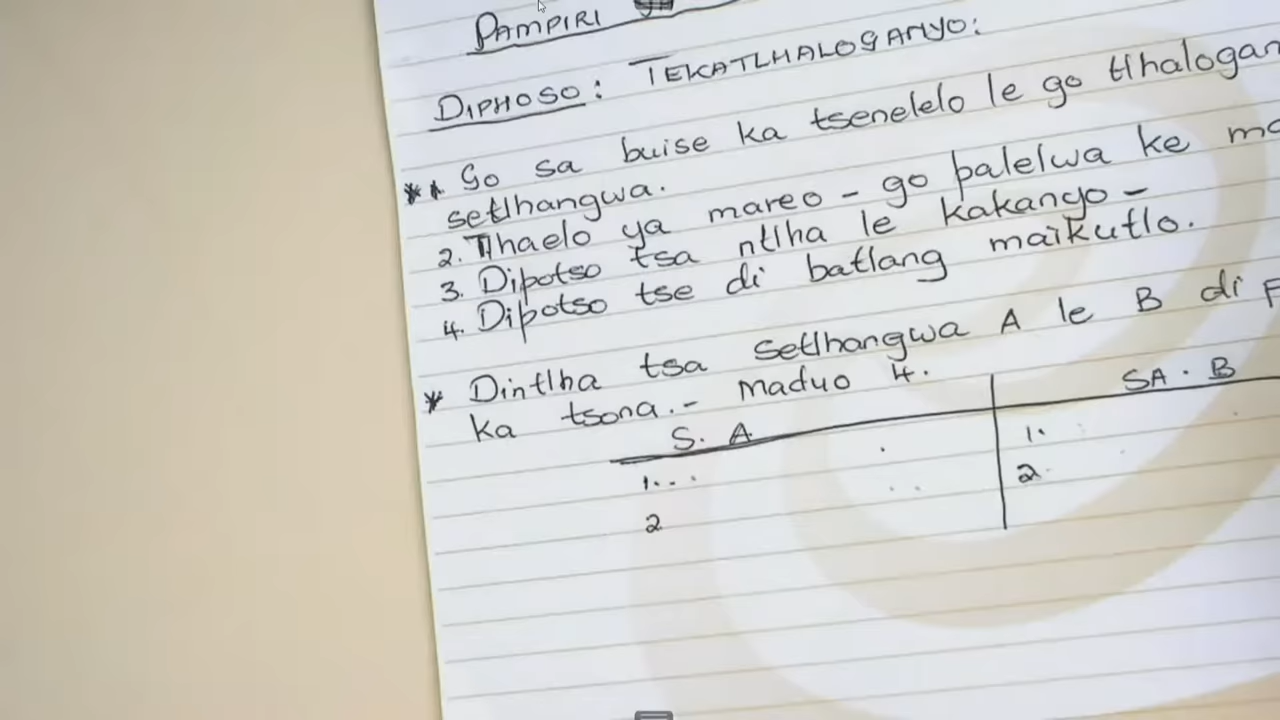 PAMPIRI
DIPHOSO: TEKATLHALOGANYO:
** 1. Go sa buise ka tsenelelo le go tlhalogan
setlhangwa.
2. Tlhaelo ya mareo - go palelwa ke ma
3. Dipotso tsa ntlha le kakanyo -
4. Dipotso tse di batlang maikutlo.
* Dintlha tsa setlhangwa A le B di F
ka tsona. - maduo 4.
S. A SA. B
1... 1.
2 2